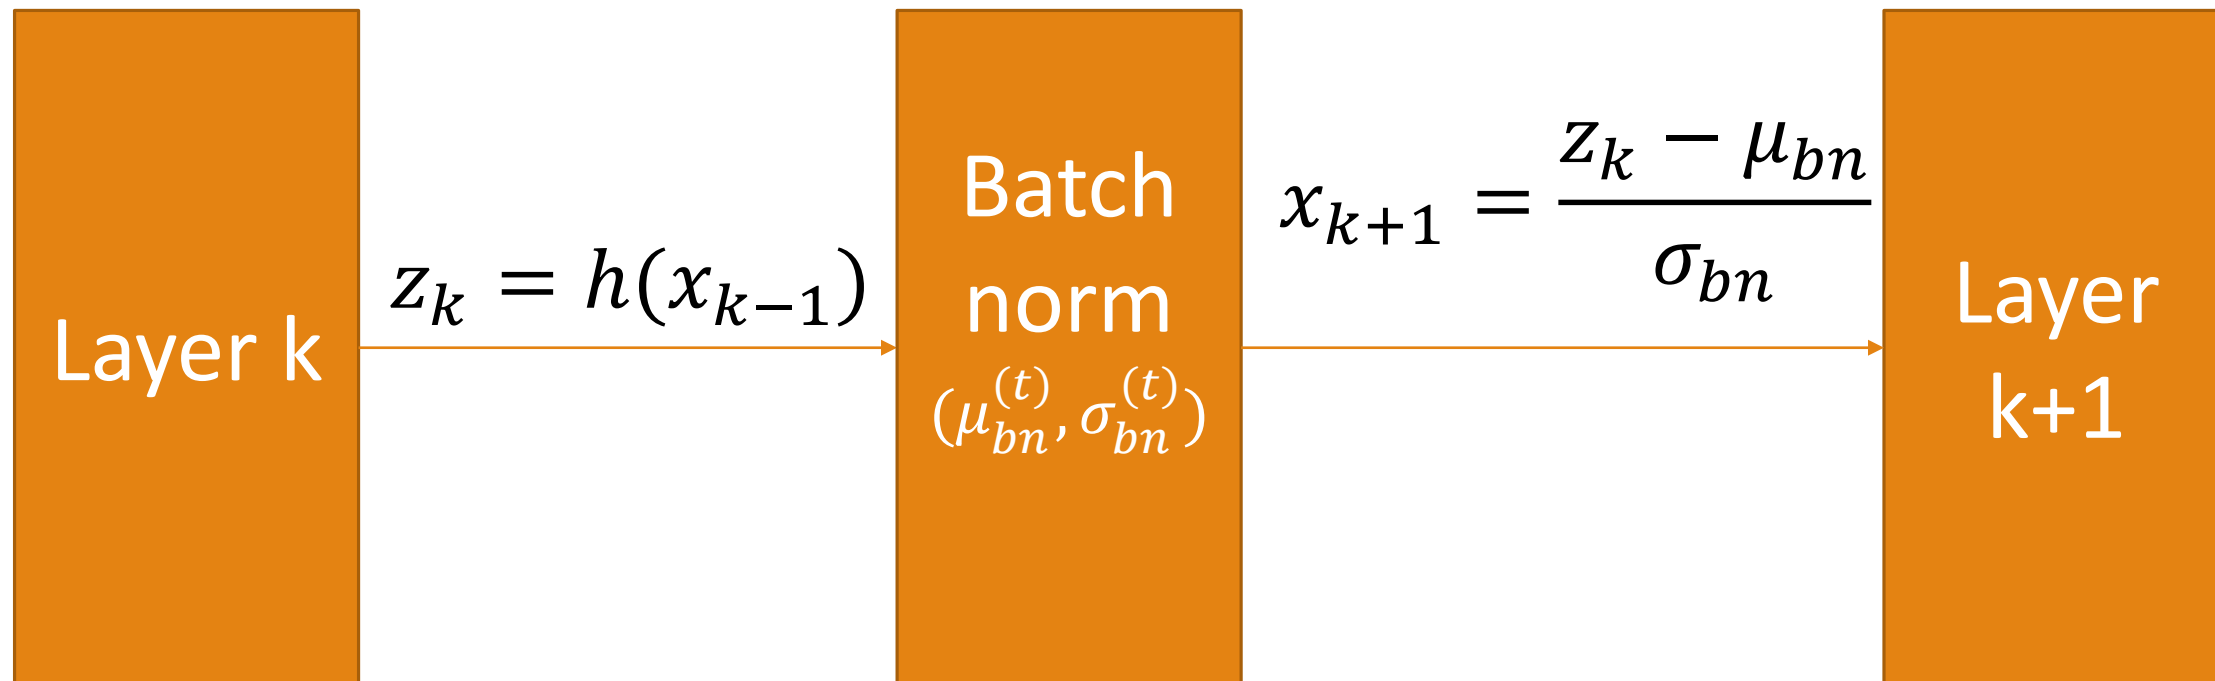 Layer k
z_k = h(x_{k−1})
Batch
norm
(μ_{bn}^{(t)}, σ_{bn}^{(t)})
x_{k+1} = \frac{z_k − μ_{bn}}{σ_{bn}}
Layer
k+1